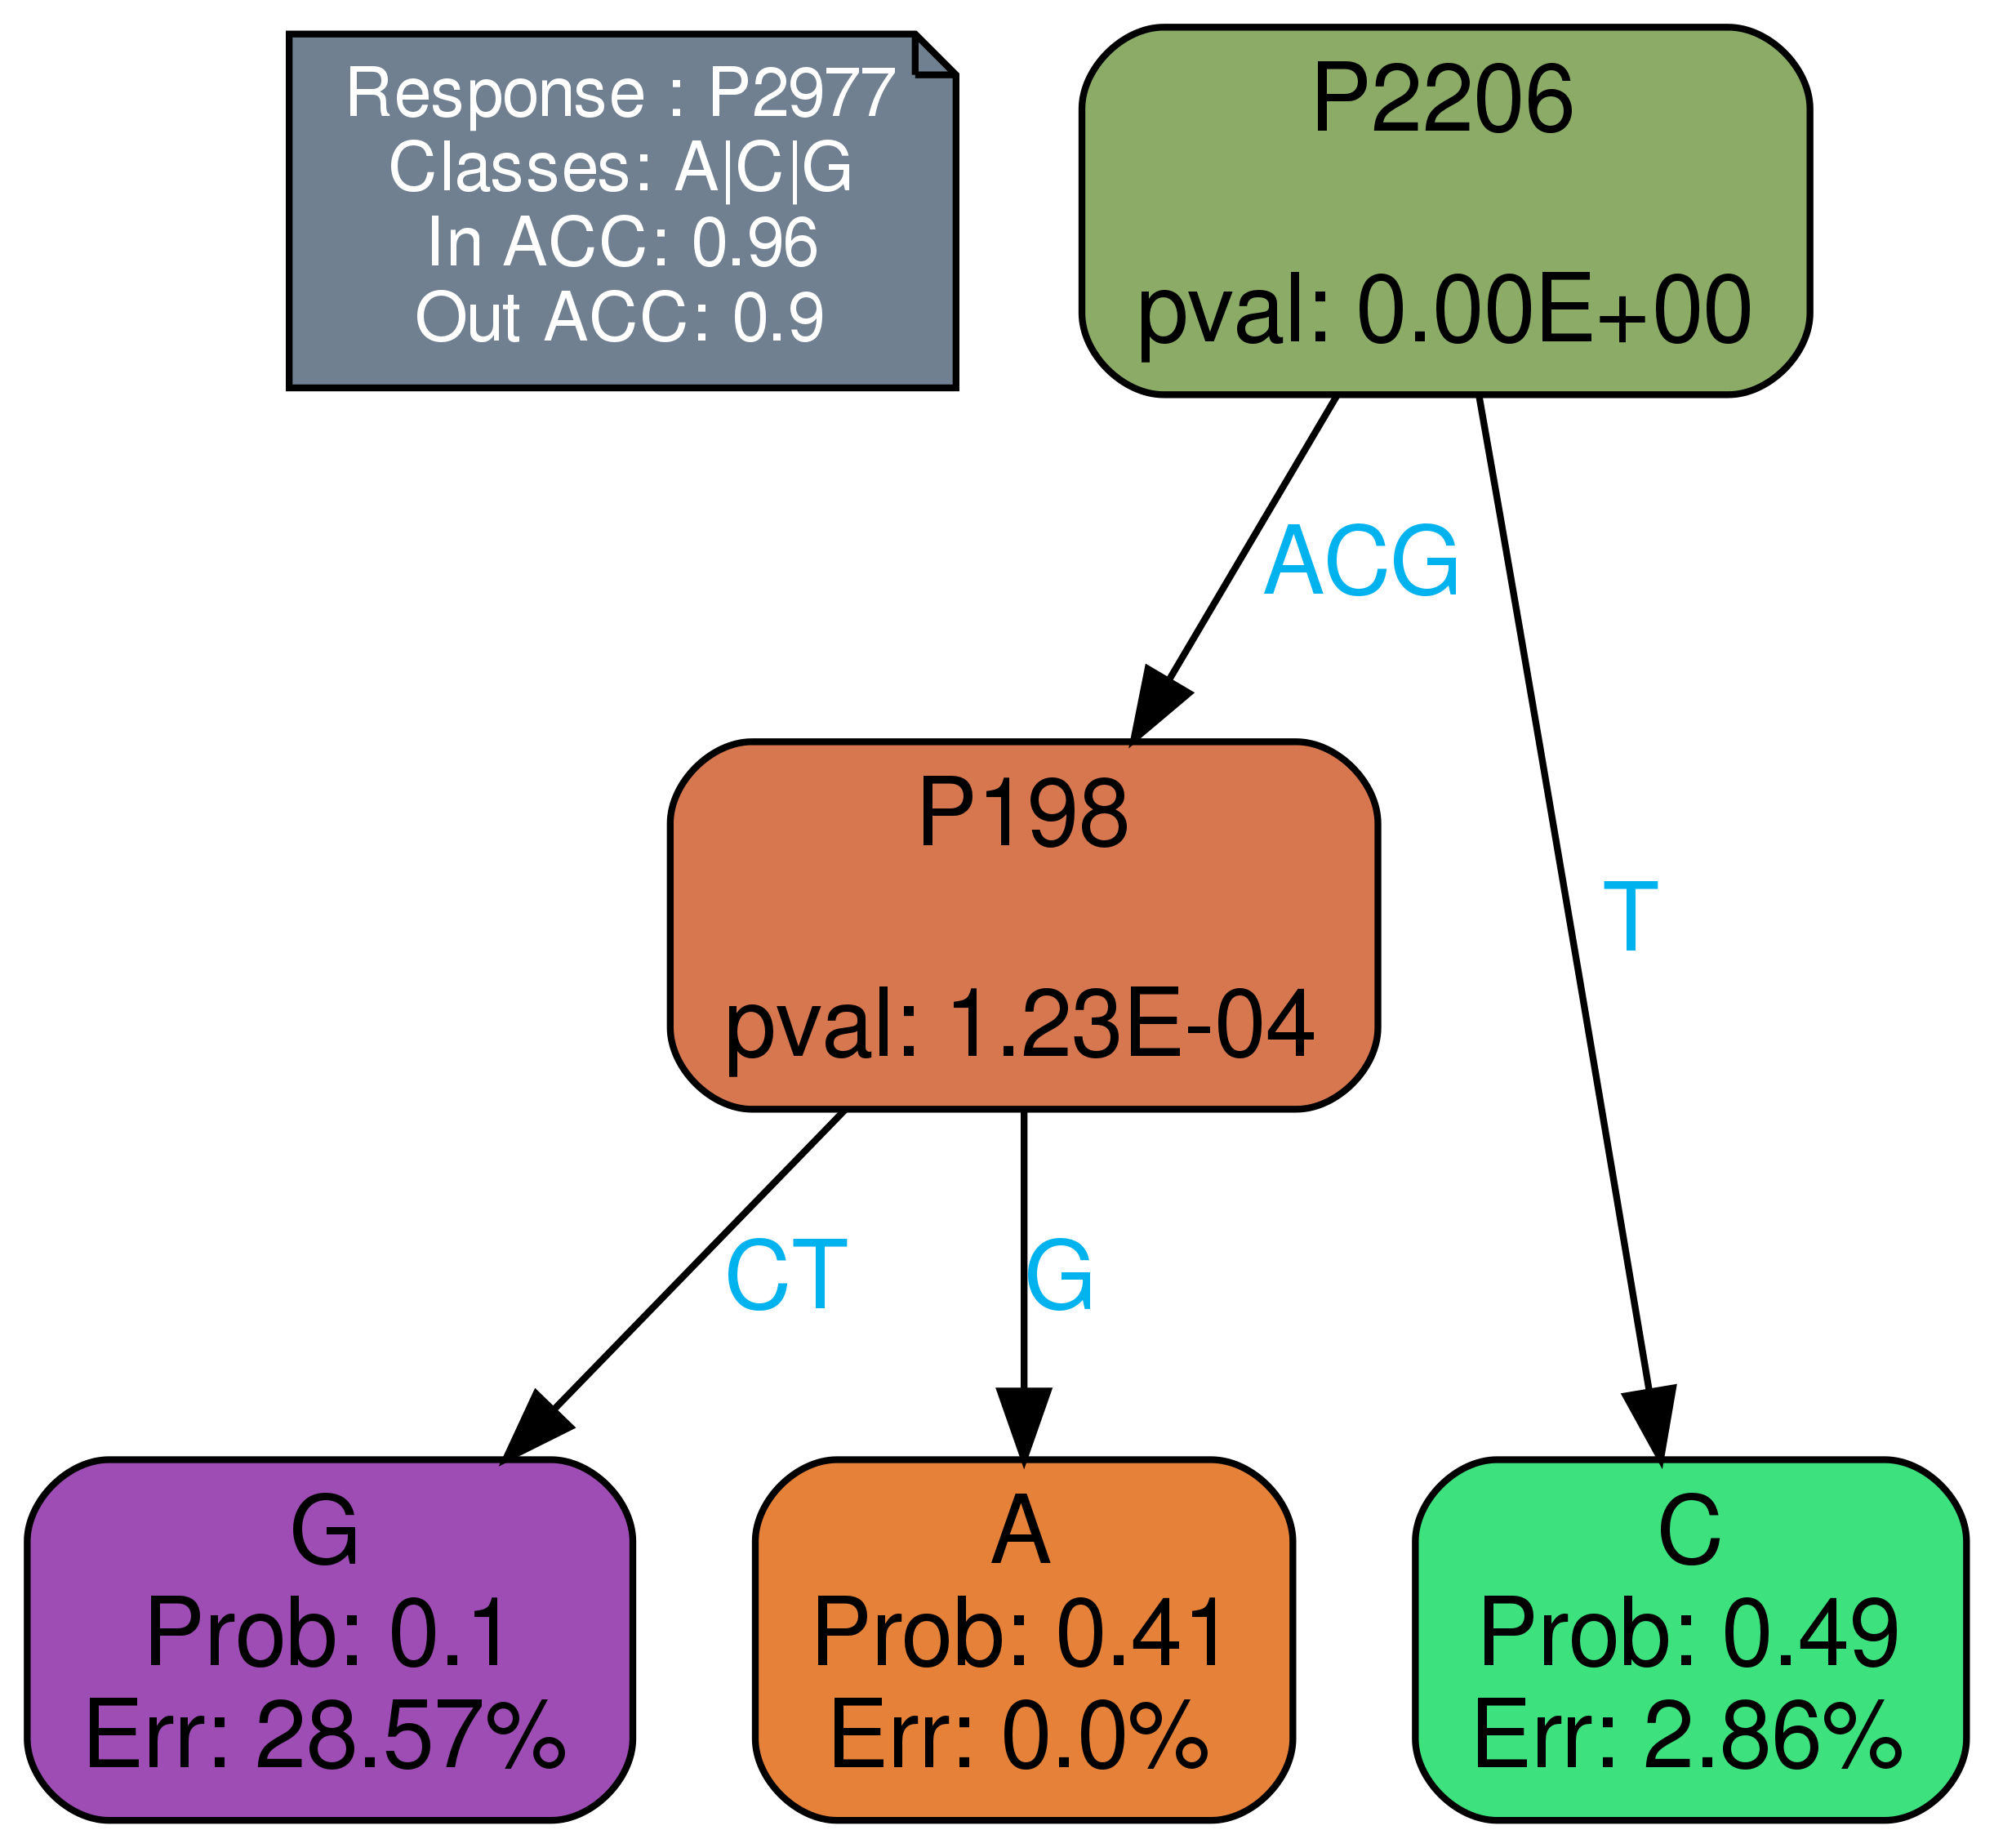 Response : P2977
Classes: A|C|G
In ACC: 0.96
Out ACC: 0.9
P2206
pval: 0.00E+00
ACG
T
P198
pval: 1.23E-04
CT
G
G
Prob: 0.1
Err: 28.57%
A
Prob: 0.41
Err: 0.0%
C
Prob: 0.49
Err: 2.86%